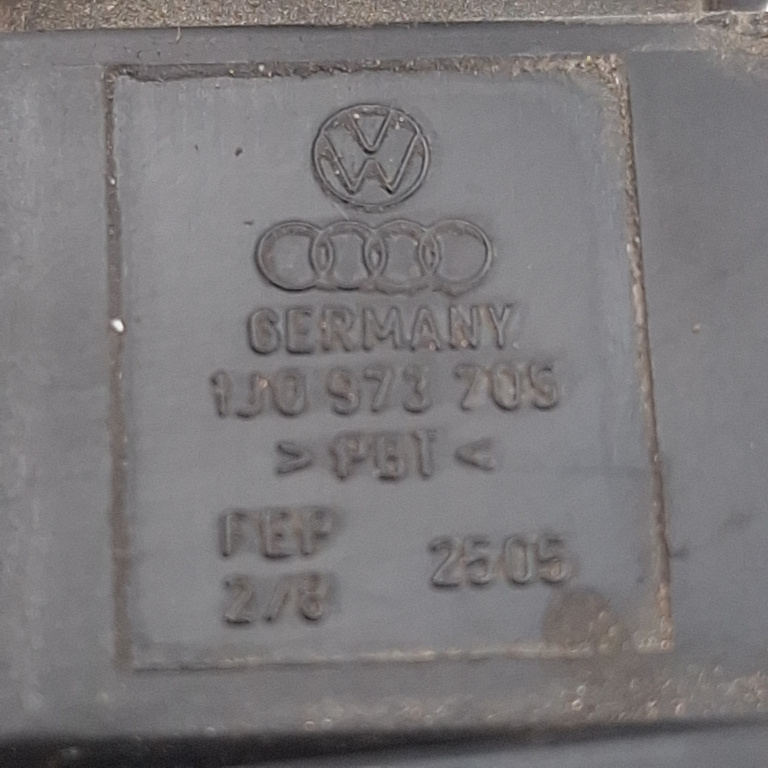 GERMANY
1J0 973 705
> PBT <
FEP 2505
2/8